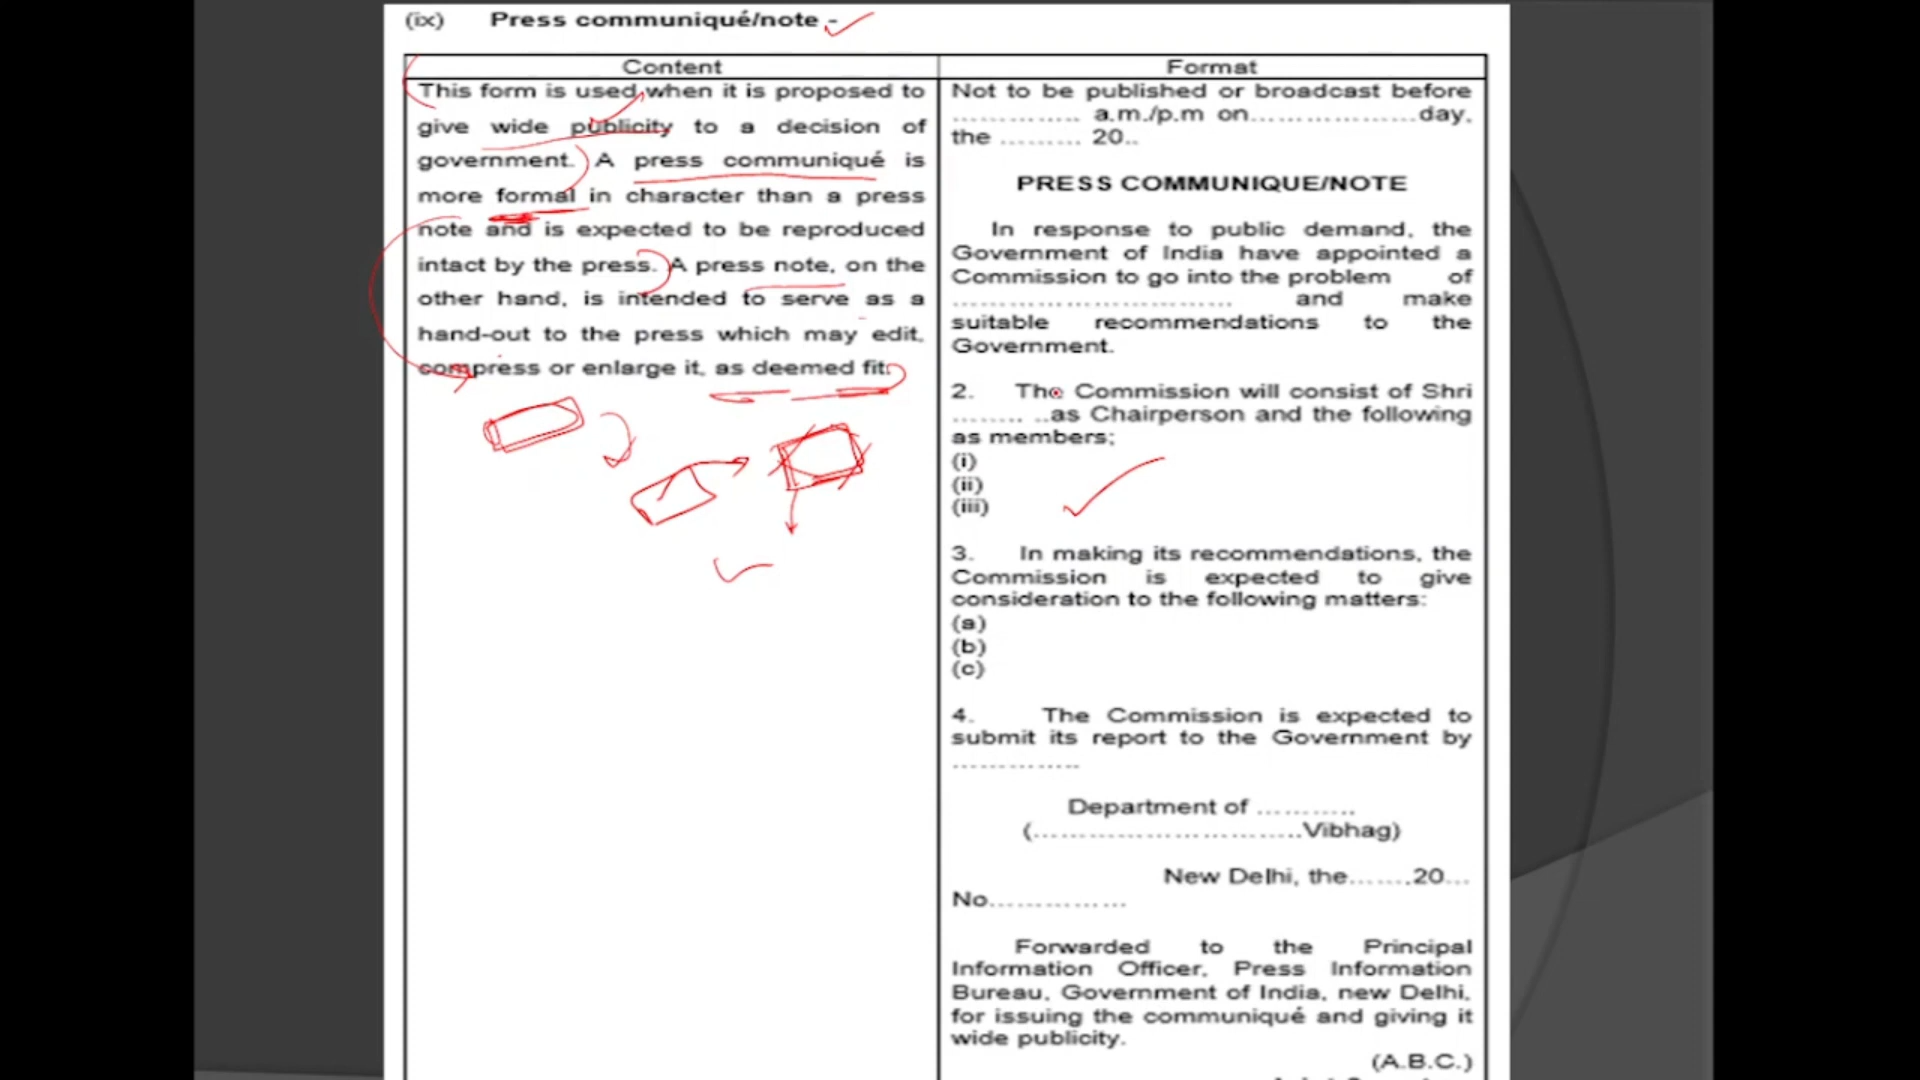 (ix) Press communiqué/note -
Content
This form is used when it is proposed to
give wide publicity to a decision of
government. A press communiqué is
more formal in character than a press
note and is expected to be reproduced
intact by the press. A press note, on the
other hand, is intended to serve as a
hand-out to the press which may edit,
compress or enlarge it, as deemed fit.
Format
Not to be published or broadcast before
………….. a.m./p.m on………………day,
the ……… 20..
PRESS COMMUNIQUE/NOTE
In response to public demand, the
Government of India have appointed a
Commission to go into the problem of
………………………… and make
suitable recommendations to the
Government.
2. The Commission will consist of Shri
…….. ..as Chairperson and the following
as members;
(i)
(ii)
(iii)
3. In making its recommendations, the
Commission is expected to give
consideration to the following matters:
(a)
(b)
(c)
4. The Commission is expected to
submit its report to the Government by
…………..
Department of ………..
(………………………..Vibhag)
New Delhi, the…….20…
No……………
Forwarded to the Principal
Information Officer, Press Information
Bureau, Government of India, new Delhi,
for issuing the communiqué and giving it
wide publicity.
(A.B.C.)